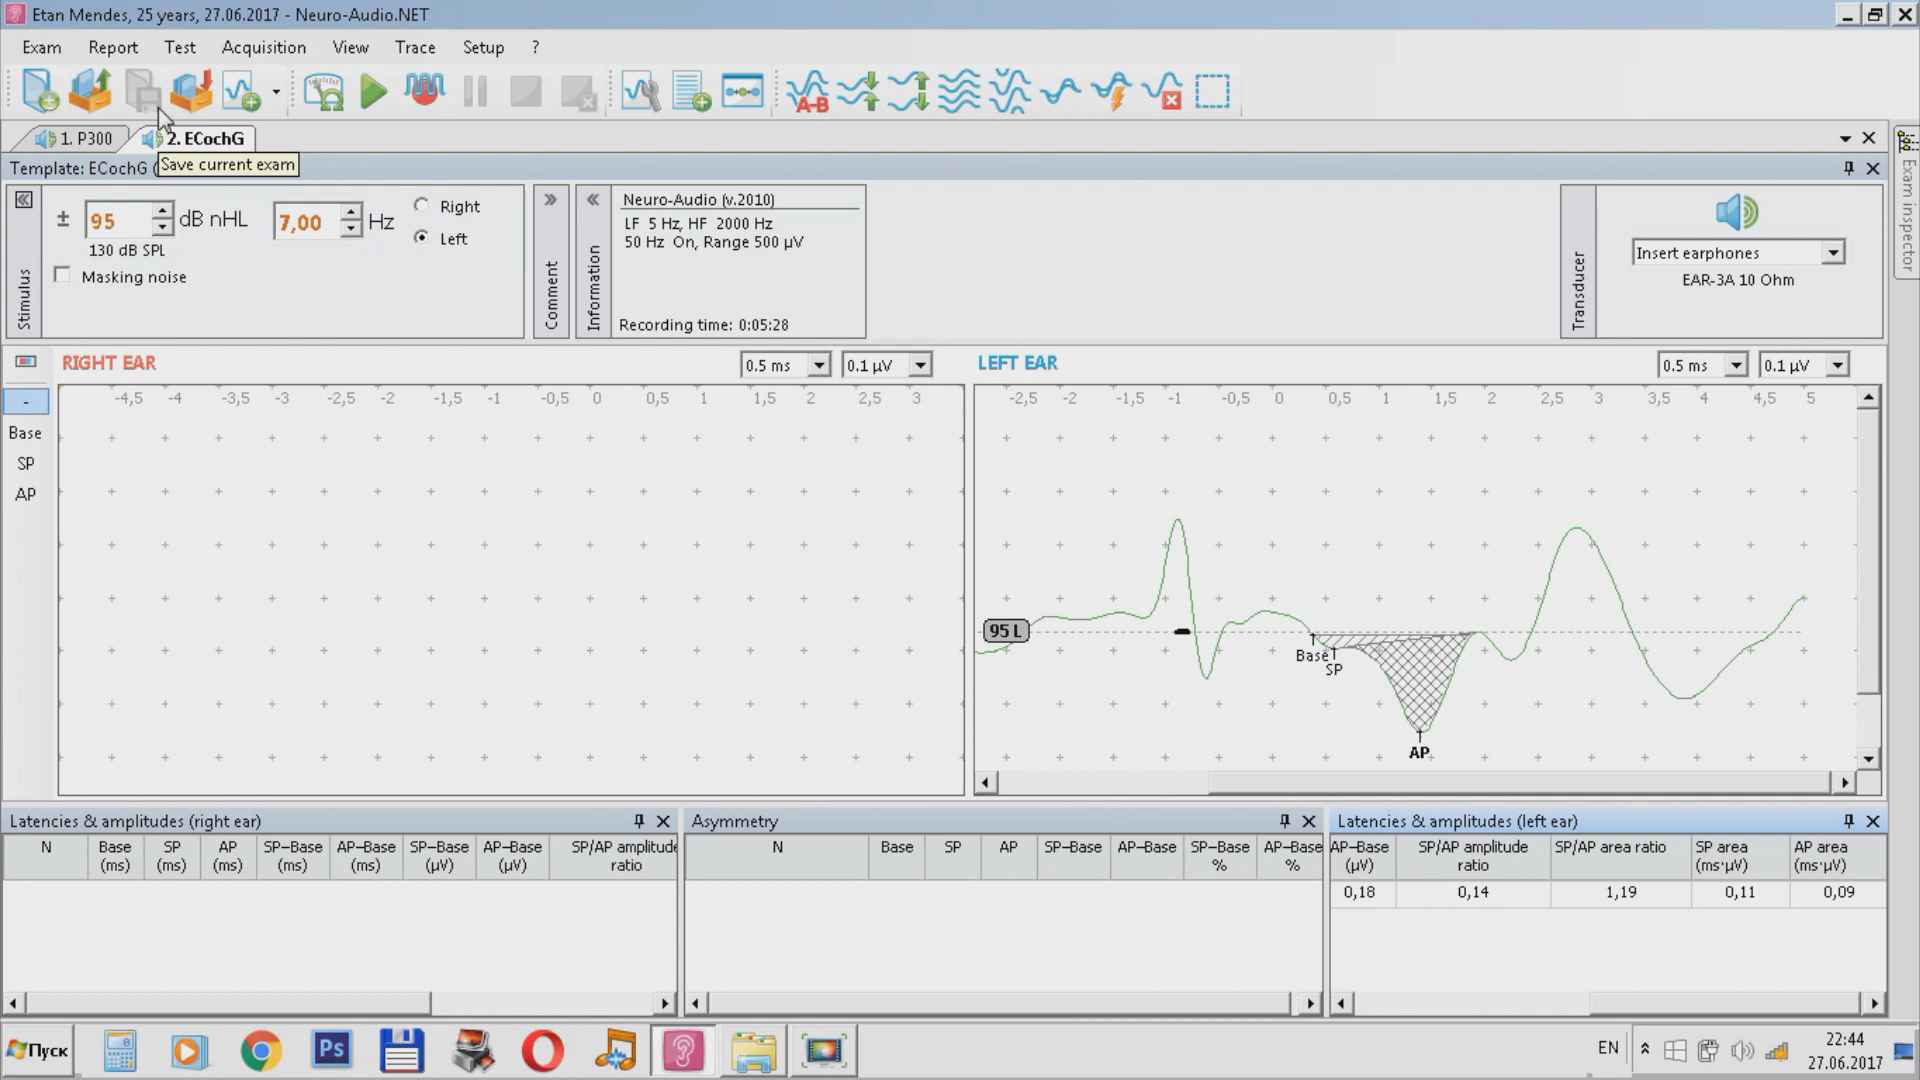 Etan Mendes, 25 years, 27.06.2017 - Neuro-Audio.NET
Exam Report Test Acquisition View Trace Setup ?
A-B
1. P300 2. ECochG
Template: ECochG (
Save current exam
Stimulus
± 95 dB nHL 7,00 Hz
130 dB SPL
Masking noise
Right
Left
Comment
Information
Neuro-Audio (v.2010)
LF 5 Hz, HF 2000 Hz
50 Hz On, Range 500 µV
Recording time: 0:05:28
Transducer
Insert earphones
EAR-3A 10 Ohm
Exam inspector
RIGHT EAR 0.5 ms 0.1 µV
LEFT EAR 0.5 ms 0.1 µV
-
Base
SP
AP
-4,5 -4 -3,5 -3 -2,5 -2 -1,5 -1 -0,5 0 0,5 1 1,5 2 2,5 3
-2,5 -2 -1,5 -1 -0,5 0 0,5 1 1,5 2 2,5 3 3,5 4 4,5 5
95 L
Base
SP
AP
Latencies & amplitudes (right ear)
N Base (ms) SP (ms) AP (ms) SP-Base (ms) AP-Base (ms) SP-Base (µV) AP-Base (µV) SP/AP amplitude ratio
Asymmetry
N Base SP AP SP-Base AP-Base SP-Base % AP-Base %
Latencies & amplitudes (left ear)
AP-Base (µV) SP/AP amplitude ratio SP/AP area ratio SP area (ms·µV) AP area (ms·µV)
0,18 0,14 1,19 0,11 0,09
Пуск
Ps
EN
22:44
27.06.2017